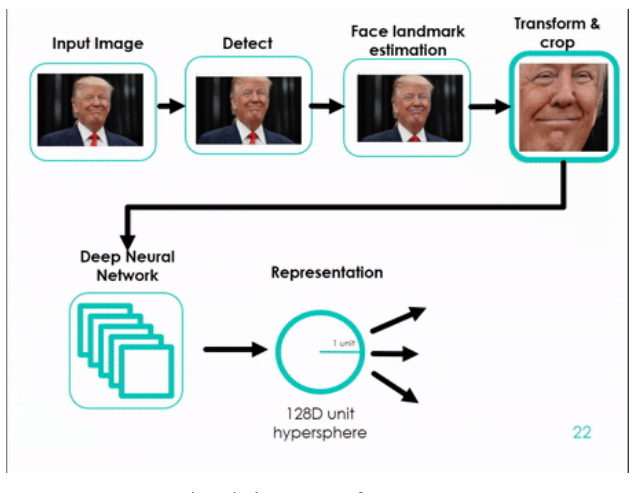 Input Image
Detect
Face landmark
estimation
Transform &
crop
Deep Neural
Network
Representation
1 unit
128D unit
hypersphere
22